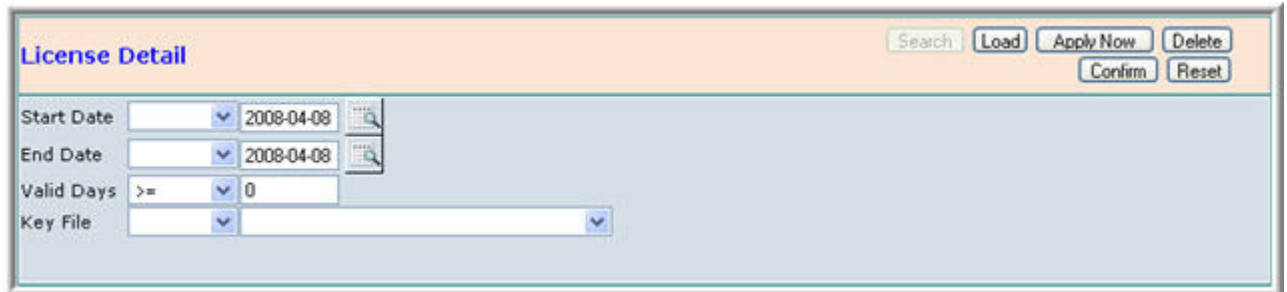 License Detail
Search Load Apply Now Delete
Confirm Reset
Start Date 2008-04-08
End Date 2008-04-08
Valid Days >= 0
Key File